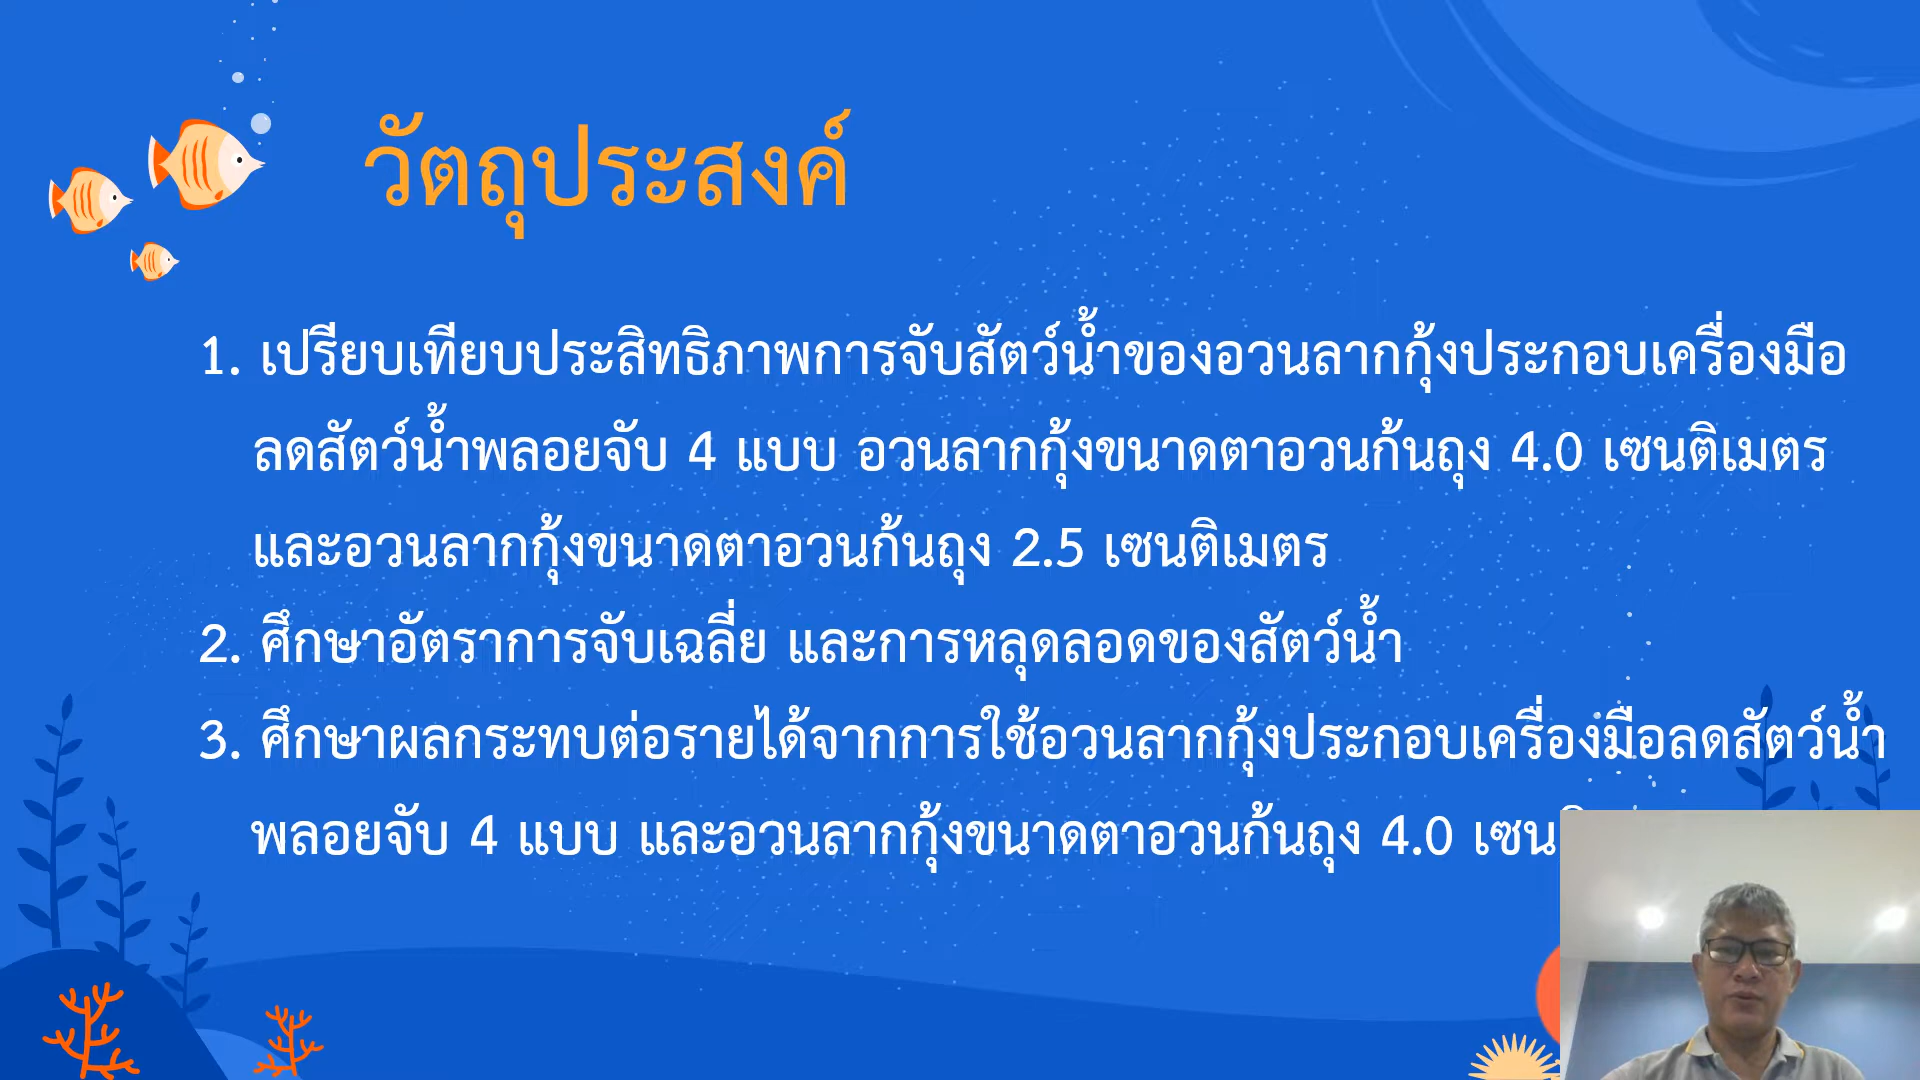 วัตถุประสงค์
1. เปรียบเทียบประสิทธิภาพการจับสัตว์น้ำของอวนลากกุ้งประกอบเครื่องมือ
ลดสัตว์น้ำพลอยจับ 4 แบบ อวนลากกุ้งขนาดตาอวนก้นถุง 4.0 เซนติเมตร
และอวนลากกุ้งขนาดตาอวนก้นถุง 2.5 เซนติเมตร
2. ศึกษาอัตราการจับเฉลี่ย และการหลุดลอดของสัตว์น้ำ
3. ศึกษาผลกระทบต่อรายได้จากการใช้อวนลากกุ้งประกอบเครื่องมือลดสัตว์น้ำ
พลอยจับ 4 แบบ และอวนลากกุ้งขนาดตาอวนก้นถุง 4.0